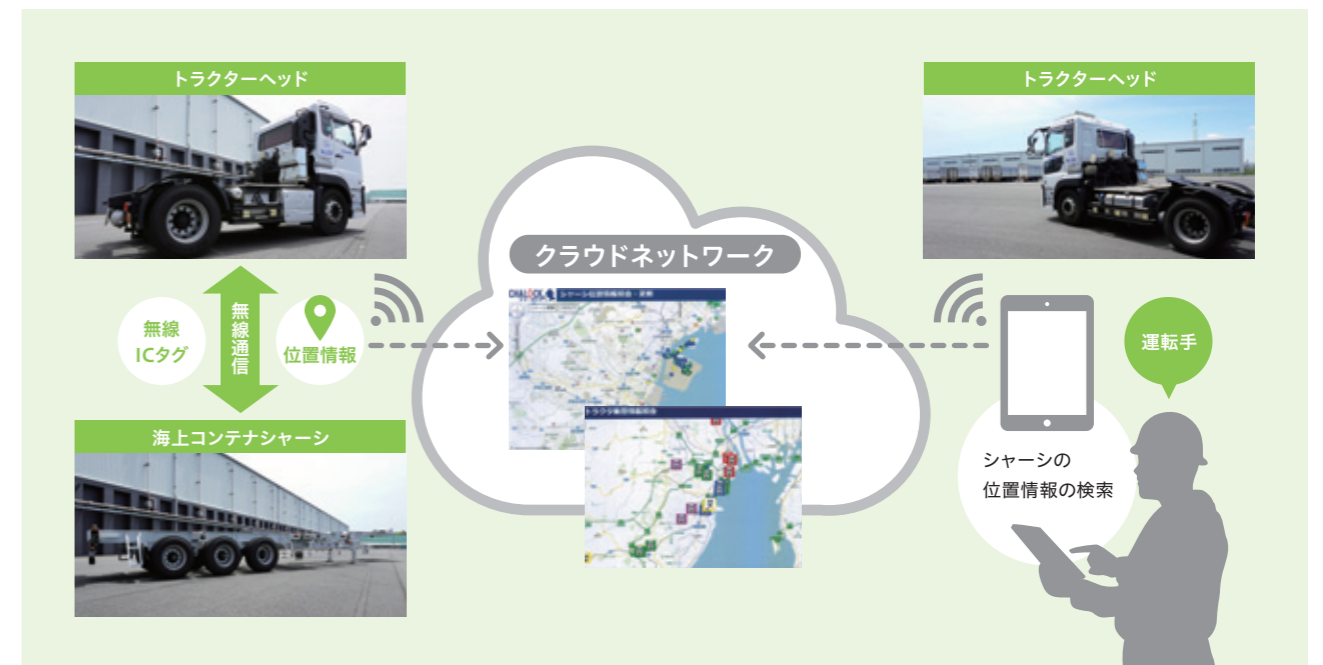 トラクターヘッド
トラクターヘッド
クラウドネットワーク
無線
ICタグ
無線通信
位置情報
運転手
海上コンテナシャーシ
シャーシの
位置情報の検索